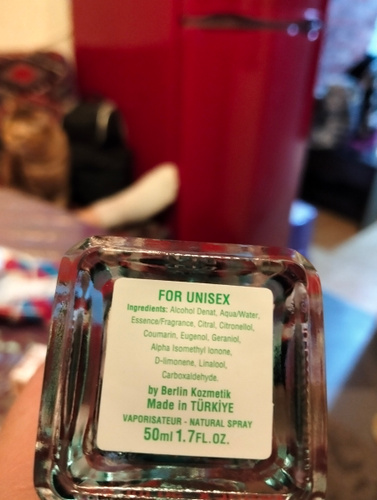 FOR UNISEX
Ingredients: Alcohol Denat, Aqua/Water,
Essence/Fragrance, Citral, Citronellol,
Coumarin, Eugenol, Geraniol,
Alpha Isomethyl Ionone,
D-limonene, Linalool,
Carboxaldehyde.
by Berlin Kozmetik
Made in TÜRKİYE
VAPORISATEUR - NATURAL SPRAY
50ml 1.7FL.OZ.